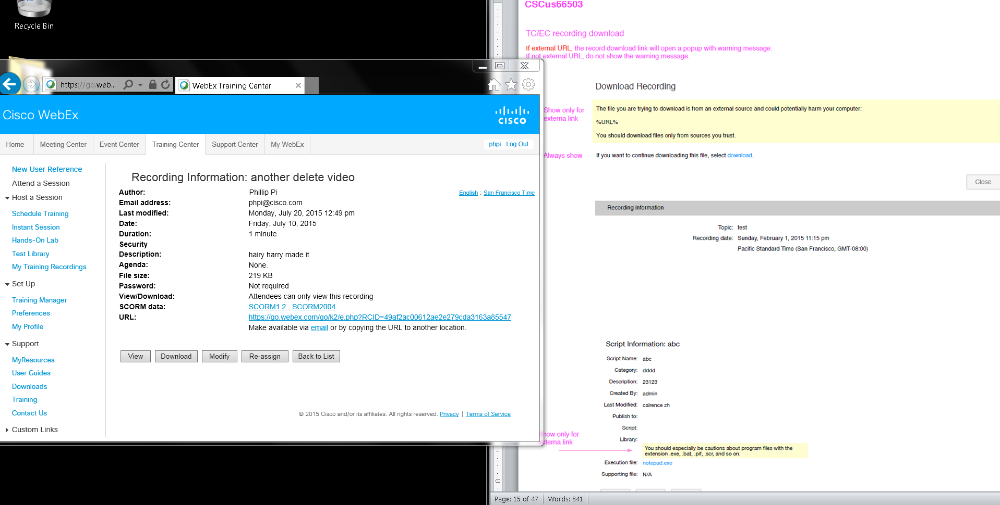 Recycle Bin
https://go.web...
WebEx Training Center
Cisco WebEx
CISCO
Home
Meeting Center
Event Center
Training Center
Support Center
My WebEx
phpi
Log Out
New User Reference
Attend a Session
Host a Session
Schedule Training
Instant Session
Hands-On Lab
Test Library
My Training Recordings
Set Up
Training Manager
Preferences
My Profile
Support
MyResources
User Guides
Downloads
Training
Contact Us
Custom Links
Recording Information: another delete video
English : San Francisco Time
Author: Phillip Pi
Email address: phpi@cisco.com
Last modified: Monday, July 20, 2015 12:49 pm
Date: Friday, July 10, 2015
Duration: 1 minute
Security
Description: hairy harry made it
Agenda: None.
File size: 219 KB
Password: Not required
View/Download: Attendees can only view this recording
SCORM data: SCORM1.2 SCORM2004
URL: https://go.webex.com/go/k2/e.php?RCID=49af2ac00612ae2e279cda3163a85547
Make available via email or by copying the URL to another location.
View
Download
Modify
Re-assign
Back to List
© 2015 Cisco and/or its affiliates. All rights reserved. Privacy | Terms of Service
CSCus66503
TC/EC recording download
If external URL, the record download link will open a popup with warning message.
If not external URL, do not show the warning message.
Download Recording
Show only for
externa link
The file you are trying to download is from an external source and could potentially harm your computer:
%URL%
You should download files only from sources you trust.
Always show
If you want to continue downloading this file, select download.
Close
Recording information
Topic: test
Recording date: Sunday, February 1, 2015 11:15 pm
Pacific Standard Time (San Francisco, GMT-08:00)
Script Information: abc
Script Name: abc
Category: dddd
Description: 23123
Created By: admin
Last Modified: calrence zh
Publish to:
Script:
Library:
how only for
xterna link
You should especially be cautions about program files with the
extension .exe, .bat, .pif, .scr, and so on.
Execution file: notepad.exe
Supporting file: N/A
8
Page: 15 of 47
Words: 841